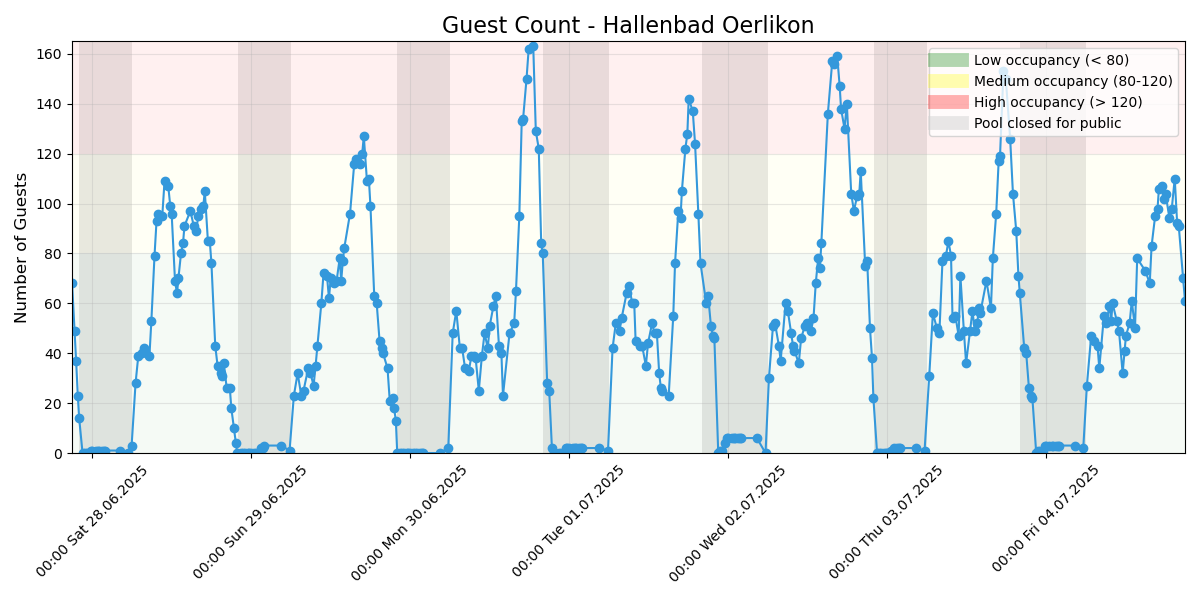 Guest Count - Hallenbad Oerlikon
Number of Guests
160
140
120
100
80
60
40
20
0
Low occupancy (< 80)
Medium occupancy (80-120)
High occupancy (> 120)
Pool closed for public
00:00 Sat 28.06.2025
00:00 Sun 29.06.2025
00:00 Mon 30.06.2025
00:00 Tue 01.07.2025
00:00 Wed 02.07.2025
00:00 Thu 03.07.2025
00:00 Fri 04.07.2025